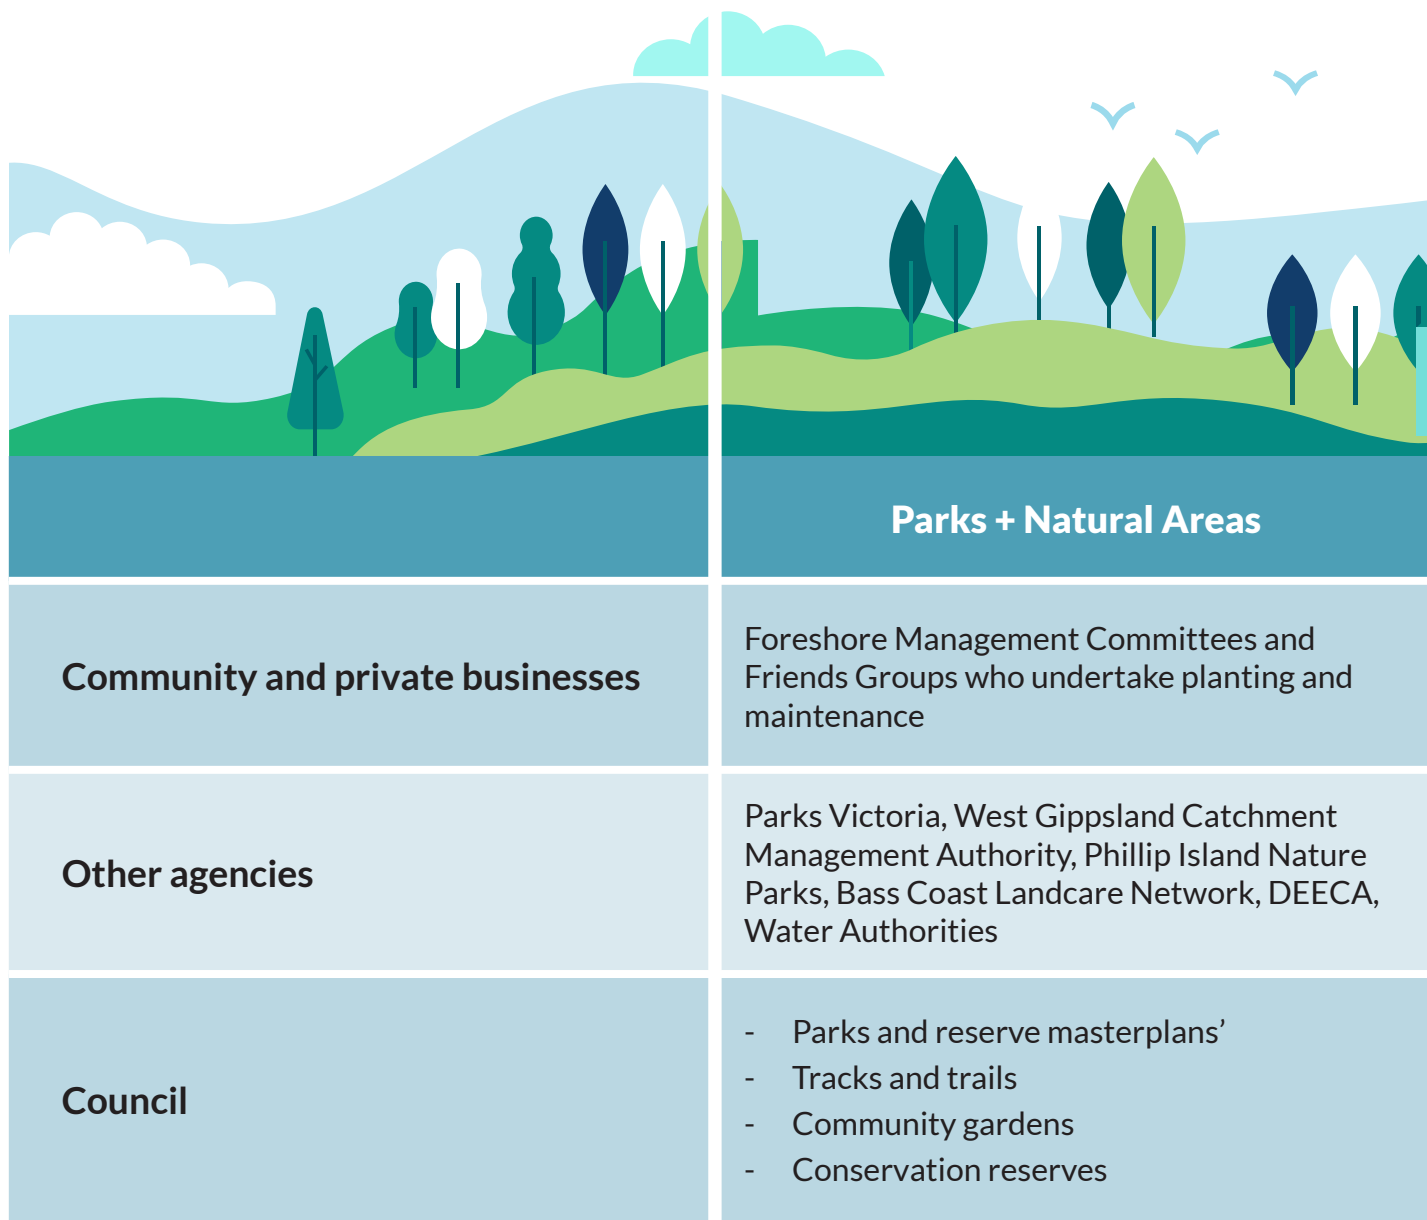 Parks + Natural Areas
Community and private businesses
Foreshore Management Committees and
Friends Groups who undertake planting and
maintenance
Other agencies
Parks Victoria, West Gippsland Catchment
Management Authority, Phillip Island Nature
Parks, Bass Coast Landcare Network, DEECA,
Water Authorities
Council
- Parks and reserve masterplans’
- Tracks and trails
- Community gardens
- Conservation reserves